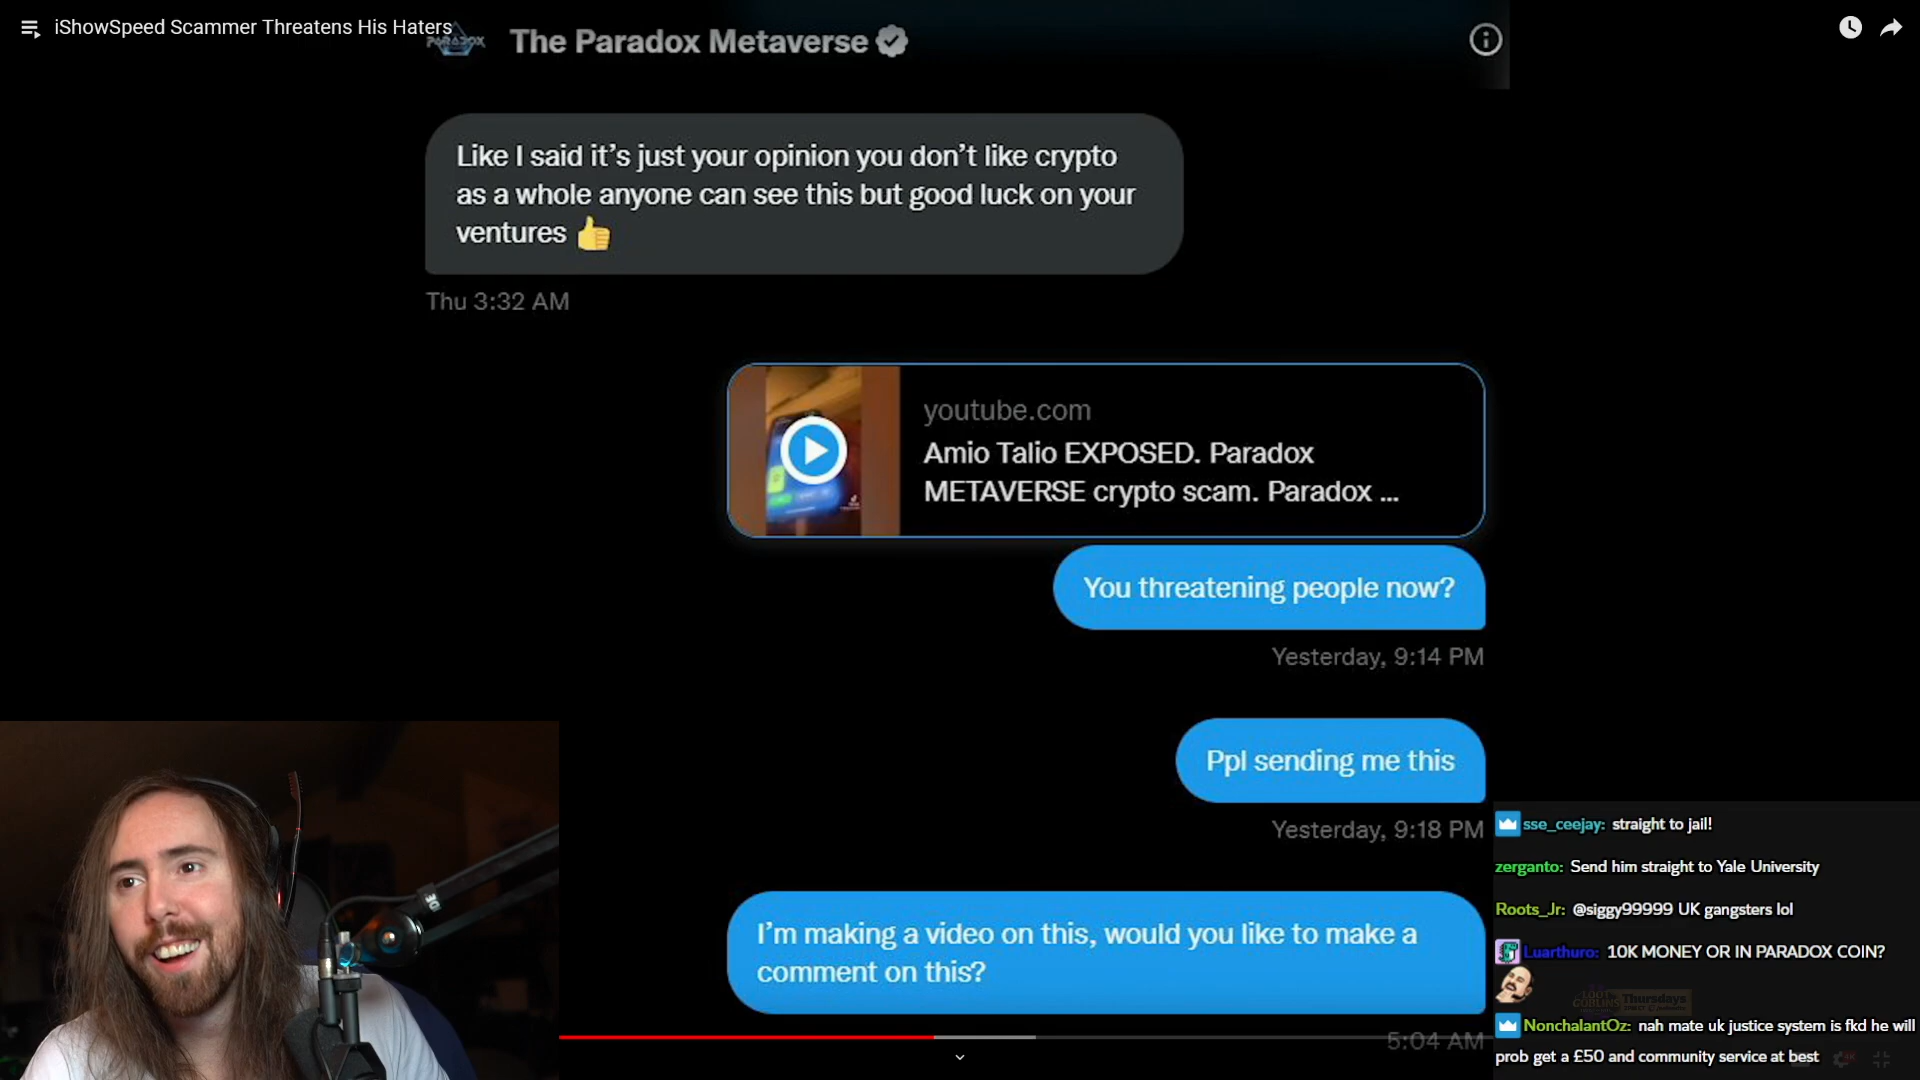 iShowSpeed Scammer Threatens His Haters
PARADOX
The Paradox Metaverse
Like I said it's just your opinion you don't like crypto
as a whole anyone can see this but good luck on your
ventures 👍
Thu 3:32 AM
youtube.com
Amio Talio EXPOSED. Paradox
METAVERSE crypto scam. Paradox ...
You threatening people now?
Yesterday, 9:14 PM
Ppl sending me this
Yesterday, 9:18 PM
I'm making a video on this, would you like to make a
comment on this?
5:04 AM
sse_ceejay: straight to jail!
zerganto: Send him straight to Yale University
Roots_Jr: @siggy99999 UK gangsters lol
Luarthuro: 10K MONEY OR IN PARADOX COIN?
LOOT
GOBLINS Thursdays
NonchalantOz: nah mate uk justice system is fkd he will
prob get a £50 and community service at best